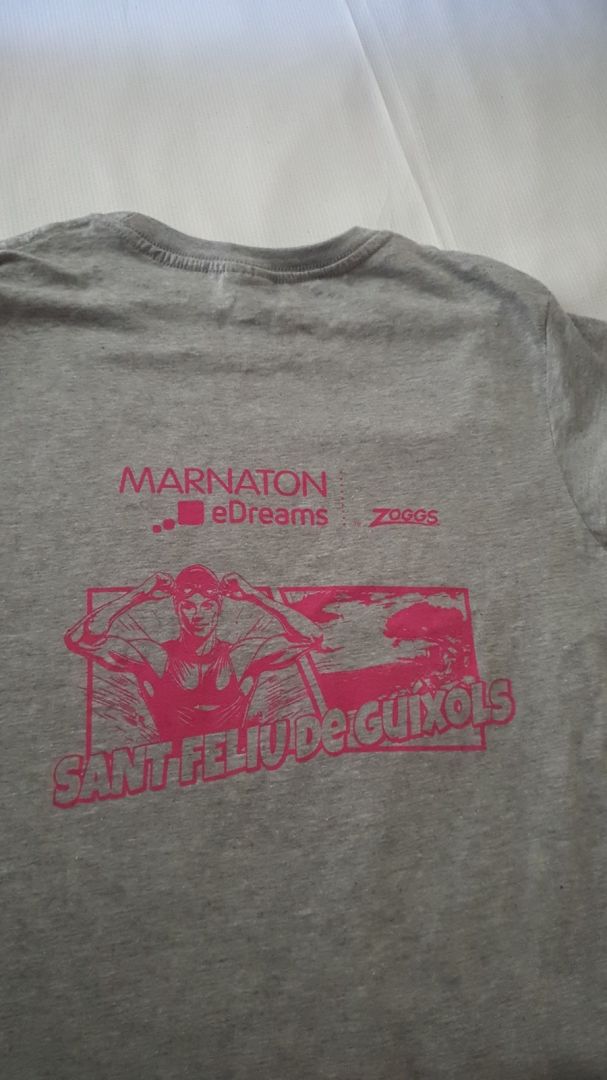 MARNATON
eDreams
ZOGGS
SANT FELIU De GUÍXOLS